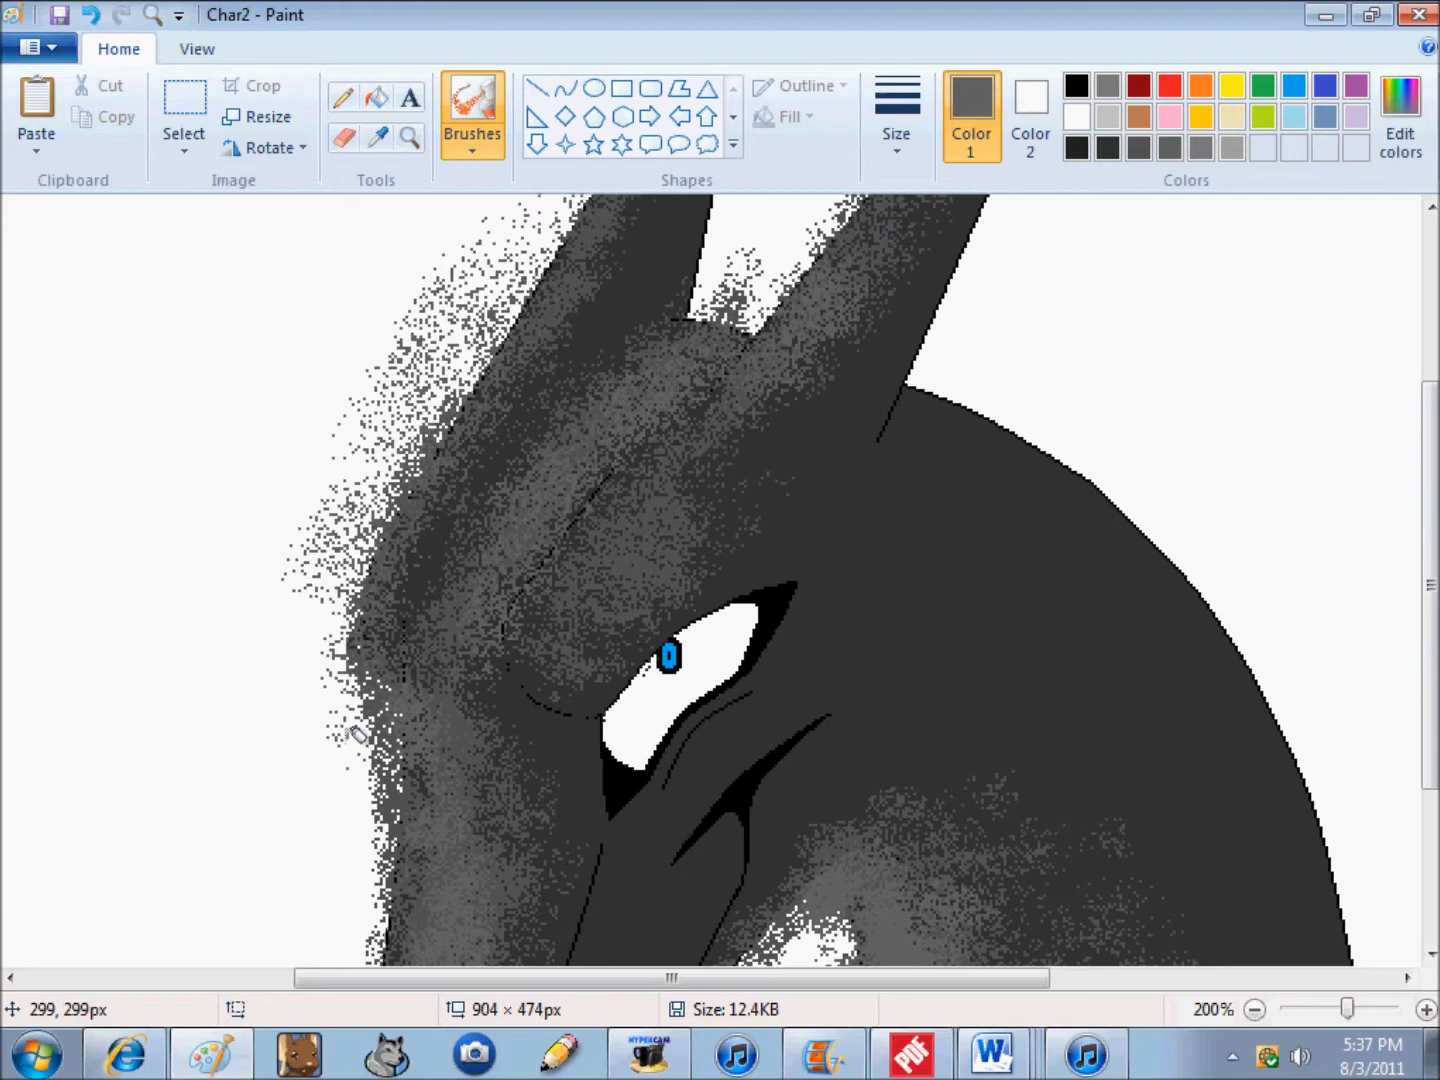 Char2 - Paint
Home View
Paste
Cut
Copy
Clipboard
Select
Crop
Resize
Rotate
Image
A
Tools
Brushes
Outline
Fill
Shapes
Size
Color 1
Color 2
Edit colors
Colors
299, 299px
904 × 474px
Size: 12.4KB
200%
HYPERCAM
PDF
W
5:37 PM
8/3/2011